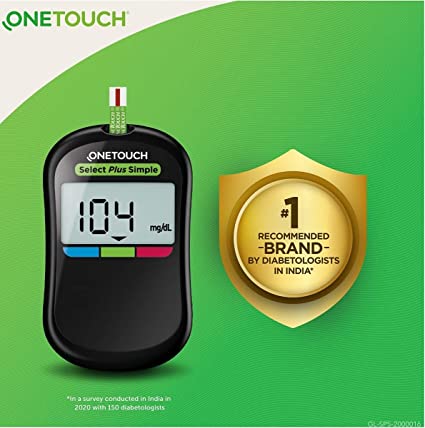 ONETOUCH®
ONETOUCH
Select Plus Simple
104 mg/dL
#1
RECOMMENDED
-BRAND-
BY DIABETOLOGISTS
IN INDIA*
*In a survey conducted in India in
2020 with 150 diabetologists
GL-SPS-2000016